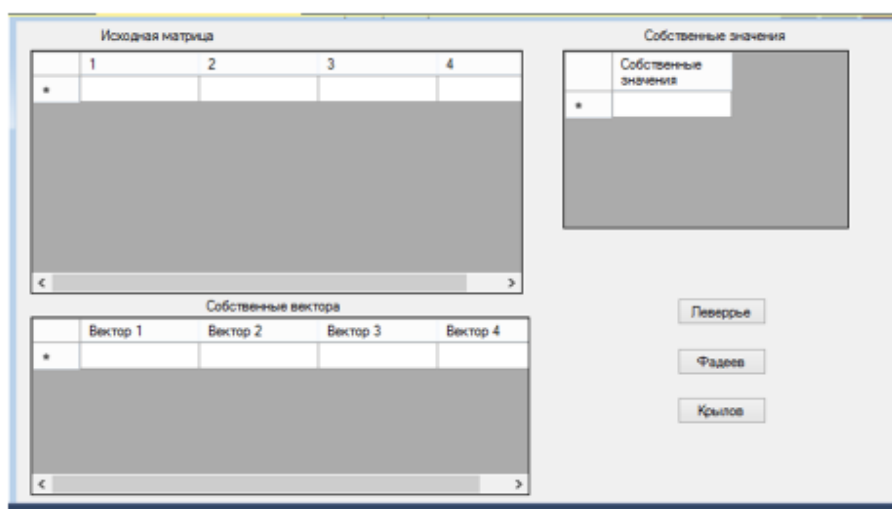 Исходная матрица
Собственные значения
1 2 3 4
*
Собственные
значения
*
Собственные вектора
Вектор 1 Вектор 2 Вектор 3 Вектор 4
*
Леверрье
Фадеев
Крылов